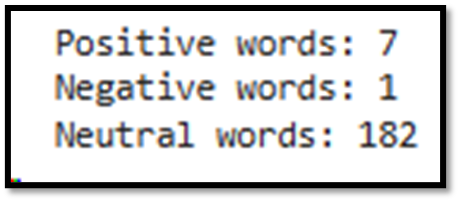 Positive words: 7
Negative words: 1
Neutral words: 182